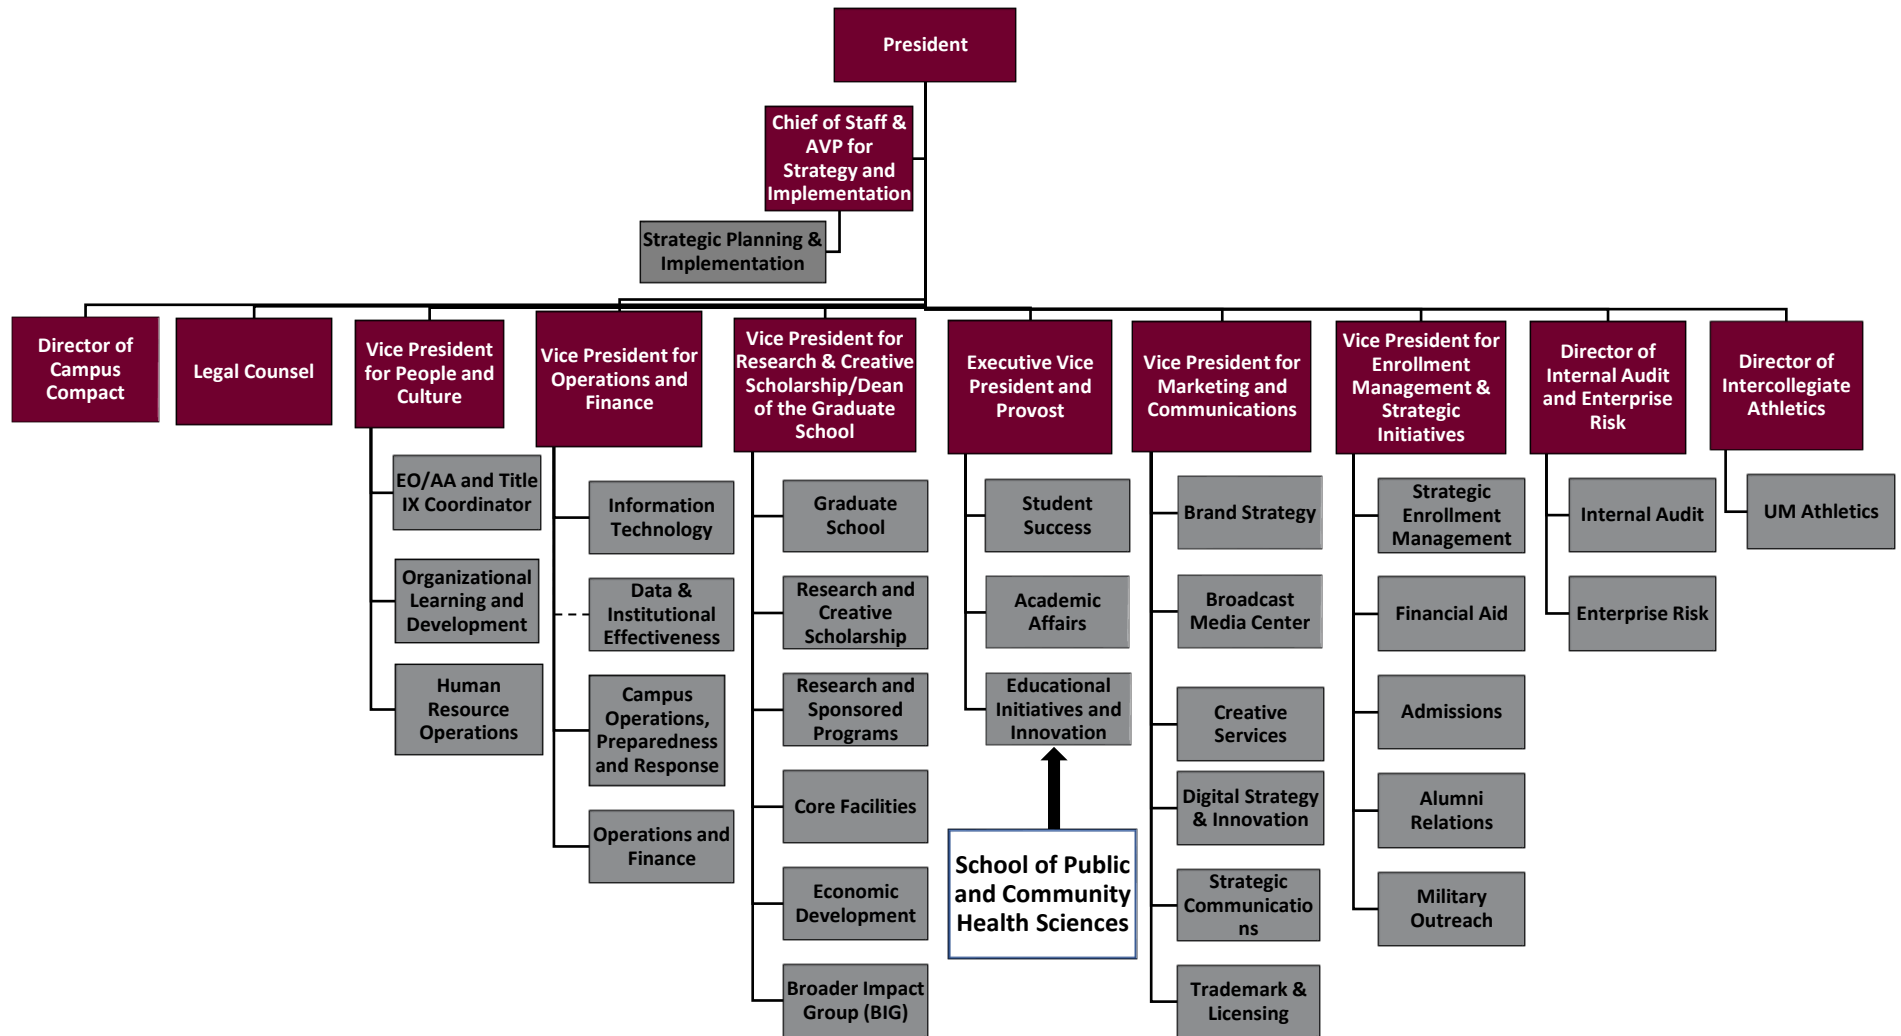 President
Chief of Staff &
AVP for
Strategy and
Implementation
Strategic Planning &
Implementation
Director of
Campus
Compact
Legal Counsel
Vice President
for People and
Culture
Vice President for
Operations and
Finance
Vice President for
Research & Creative
Scholarship/Dean
of the Graduate
School
Executive Vice
President and
Provost
Vice President for
Marketing and
Communications
Vice President for
Enrollment
Management &
Strategic
Initiatives
Director of
Internal Audit
and Enterprise
Risk
Director of
Intercollegiate
Athletics
EO/AA and Title
IX Coordinator
Organizational
Learning and
Development
Human
Resource
Operations
Information
Technology
Data &
Institutional
Effectiveness
Campus
Operations,
Preparedness
and Response
Operations and
Finance
Graduate
School
Research and
Creative
Scholarship
Research and
Sponsored
Programs
Core Facilities
Economic
Development
Broader Impact
Group (BIG)
Student
Success
Academic
Affairs
Educational
Initiatives and
Innovation
School of Public
and Community
Health Sciences
Brand Strategy
Broadcast
Media Center
Creative
Services
Digital Strategy
& Innovation
Strategic
Communicatio
ns
Trademark &
Licensing
Strategic
Enrollment
Management
Financial Aid
Admissions
Alumni
Relations
Military
Outreach
Internal Audit
Enterprise Risk
UM Athletics